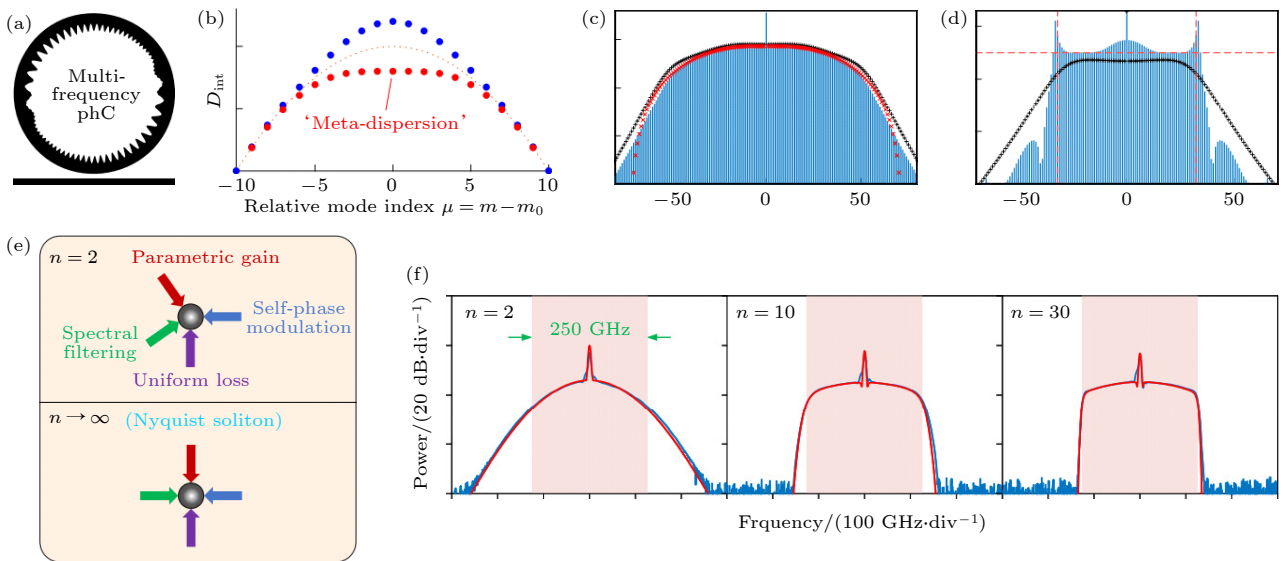 (a)
Multi-
frequency
phC
(b)
D_int
'Meta-dispersion'
−10 −5 0 5 10
Relative mode index μ = m−m₀
(c)
−50 0 50
(d)
−50 0 50
(e)
n = 2
Parametric gain
Self-phase
modulation
Spectral
filtering
Uniform loss
n → ∞ (Nyquist soliton)
(f)
Power/(20 dB·div⁻¹)
n = 2
250 GHz
n = 10
n = 30
Frquency/(100 GHz·div⁻¹)